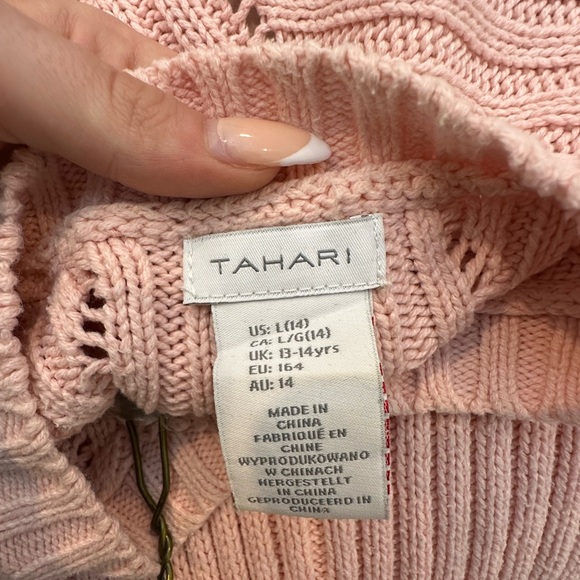 TAHARI
US: L(14)
CA: L/G(14)
UK: 13-14yrs
EU: 164
AU: 14
MADE IN
CHINA
FABRIQUÉ EN
CHINE
WYPRODUKOWANO
W CHINACH
HERGESTELLT
IN CHINA
GEPRODUCEERD IN
CHINA